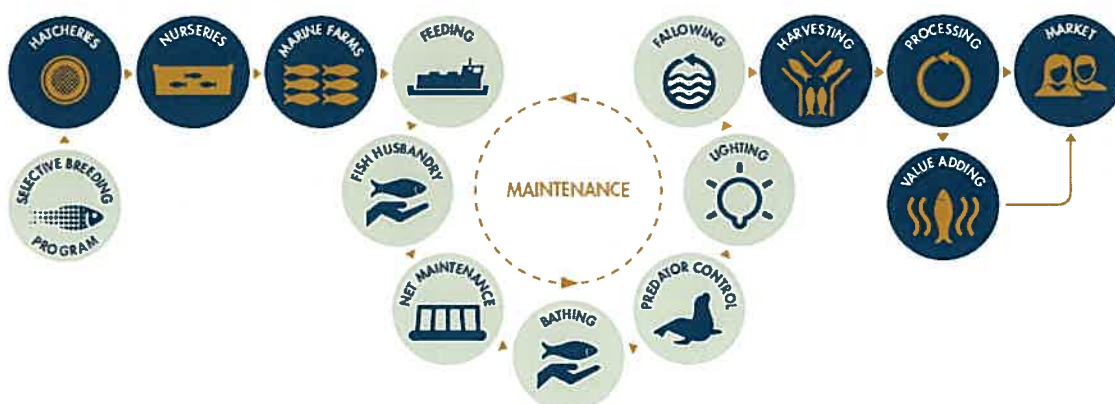 HATCHERIES
NURSERIES
MARINE FARMS
FEEDING
FALLOWING
HARVESTING
PROCESSING
MARKET
SELECTIVE BREEDING
PROGRAM
FISH HUSBANDRY
MAINTENANCE
LIGHTING
VALUE ADDING
NET MAINTENANCE
BATHING
PREDATOR CONTROL